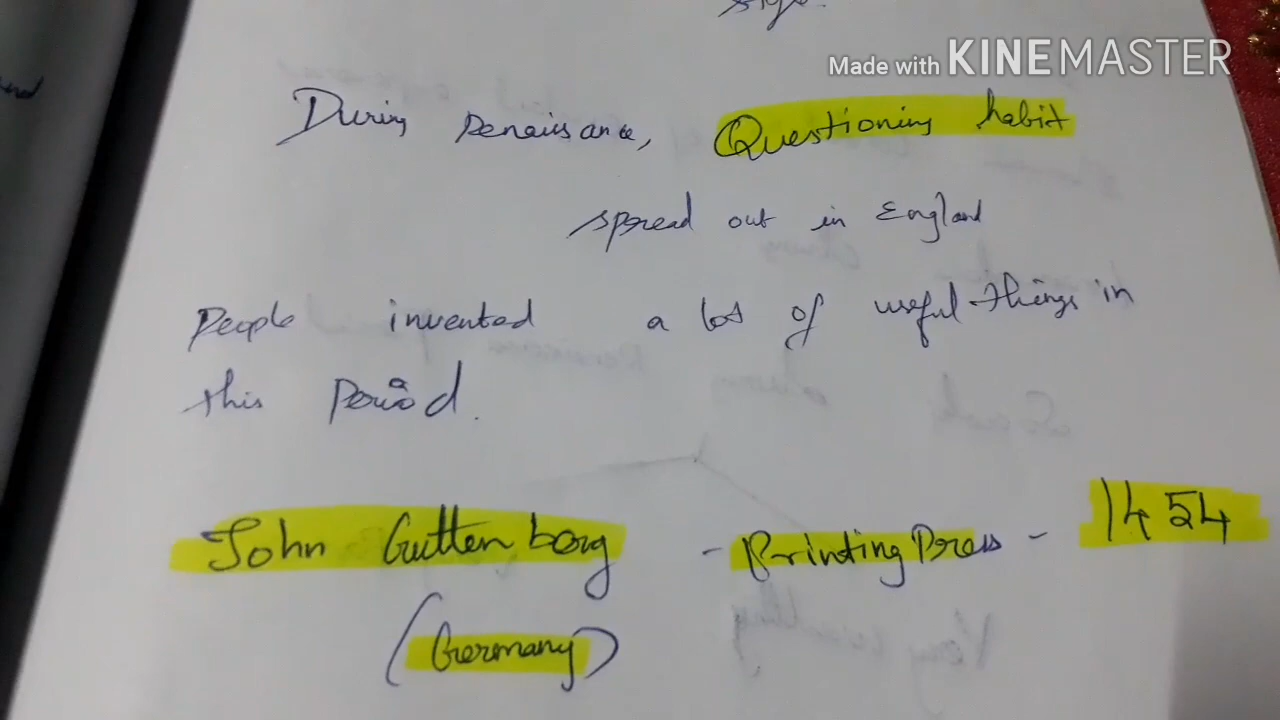 Made with KINEMASTER
During Renaissance, Questioning habit
spread out in England
People invented a lot of useful things in
this Period.
John Guttenberg - Printing Press - 1454
(Germany)